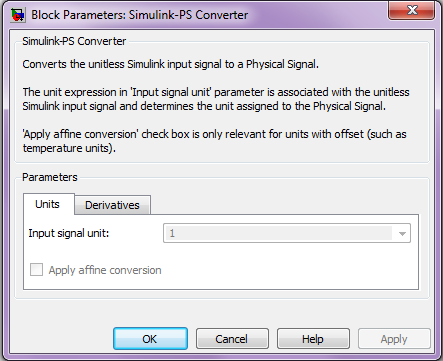 Block Parameters: Simulink-PS Converter
Simulink-PS Converter
Converts the unitless Simulink input signal to a Physical Signal.
The unit expression in 'Input signal unit' parameter is associated with the unitless
Simulink input signal and determines the unit assigned to the Physical Signal.
'Apply affine conversion' check box is only relevant for units with offset (such as
temperature units).
Parameters
Units Derivatives
Input signal unit: 1
Apply affine conversion
OK Cancel Help Apply